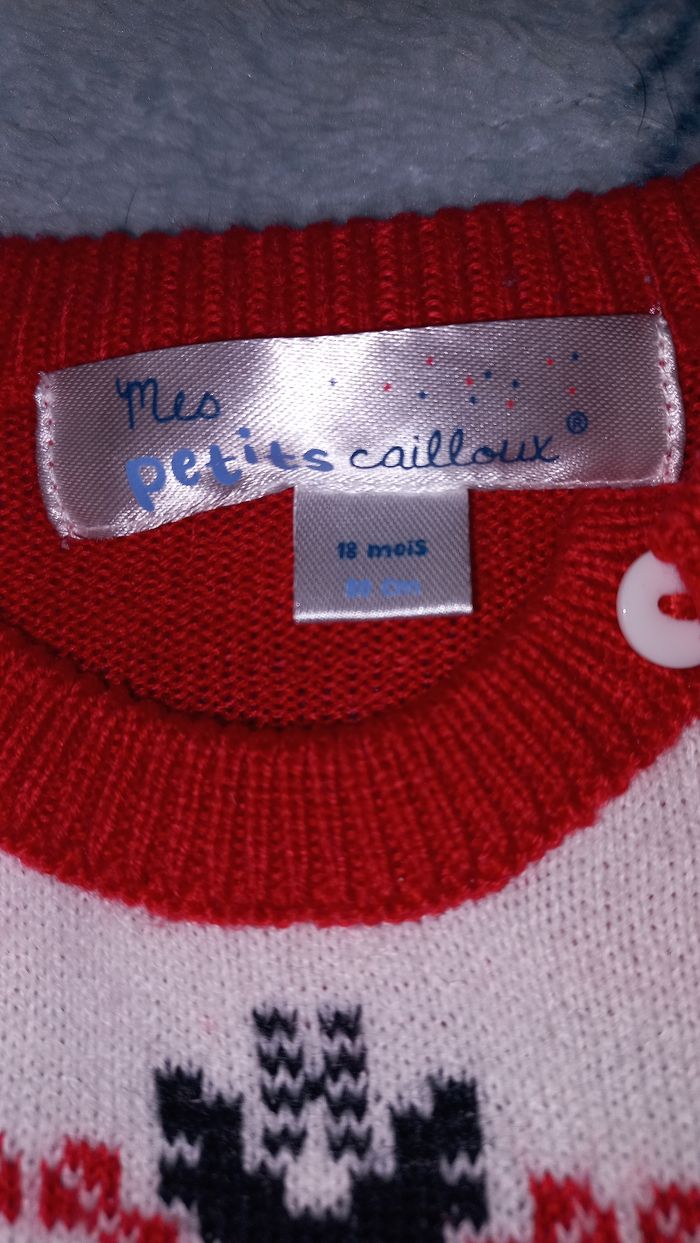 Mes
petits cailloux®
18 mois
cm